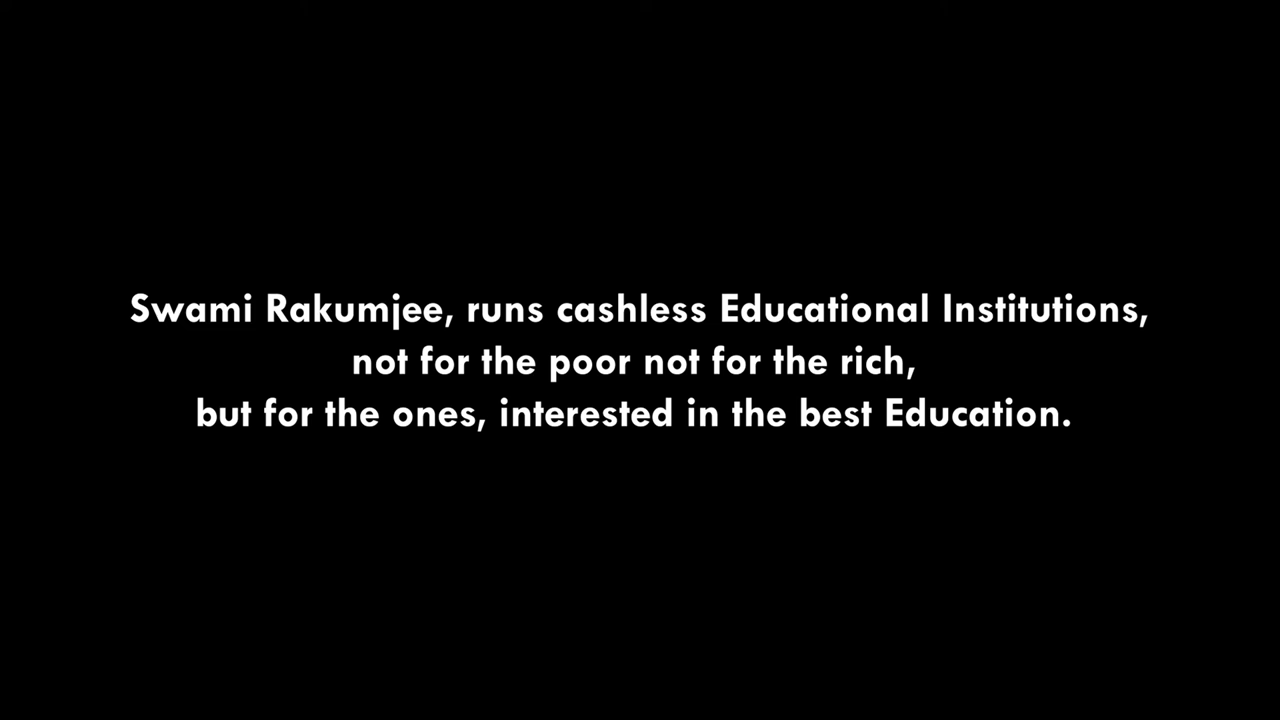 Swami Rakumjee, runs cashless Educational Institutions,
not for the poor not for the rich,
but for the ones, interested in the best Education.